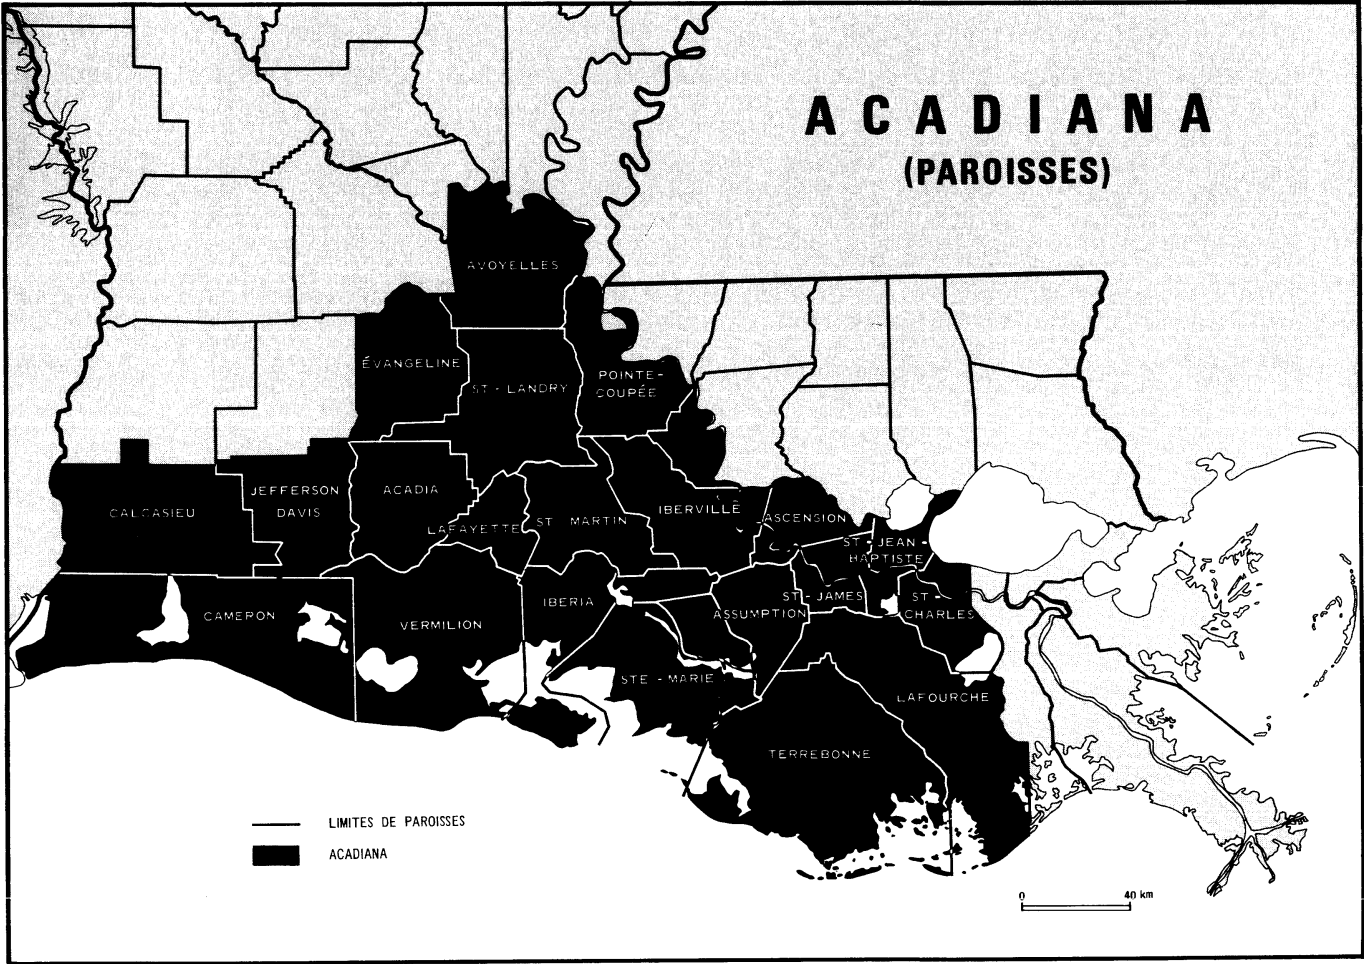 ACADIANA
(PAROISSES)
AVOYELLES
ÉVANGELINE
ST - LANDRY
POINTE-
COUPÉE
CALCASIEU
JEFFERSON
DAVIS
ACADIA
LAFAYETTE
ST MARTIN
IBERVILLE
ASCENSION
ST - JEAN -
BAPTISTE
CAMERON
VERMILION
IBERIA
ASSUMPTION
ST - JAMES
ST -
CHARLES
STE - MARIE
LAFOURCHE
TERREBONNE
LIMITES DE PAROISSES
ACADIANA
0 40 km